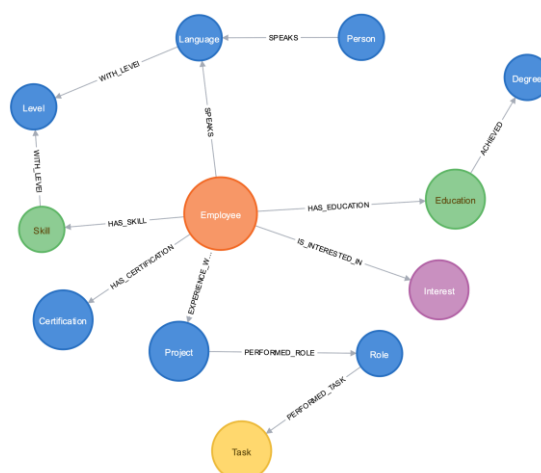 Language
SPEAKS
Person
WITH_LEVEL
Degree
Level
SPEAKS
ACHIEVED
WITH_LEVEL
Employee
HAS_EDUCATION
Education
HAS_SKILL
Skill
IS_INTERESTED_IN
HAS_CERTIFICATION
EXPERIENCE_W...
Interest
Certification
Project
PERFORMED_ROLE
Role
PERFORMED_TASK
Task